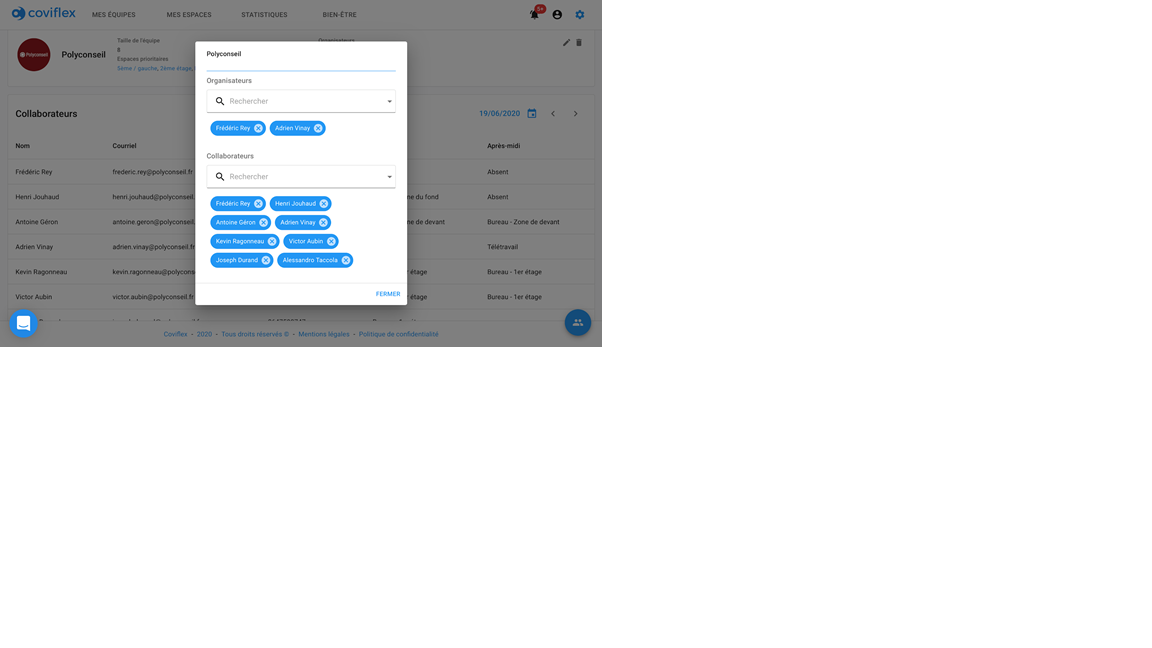 coviflex
MES ÉQUIPES
MES ESPACES
STATISTIQUES
BIEN-ÊTRE
5+
Polyconseil
Polyconseil
Taille de l'équipe
8
Espaces prioritaires
5ème / gauche, 2ème étage,
Polyconseil
Organisateurs
Rechercher
Frédéric Rey
Adrien Vinay
Collaborateurs
Rechercher
Frédéric Rey
Henri Jouhaud
Antoine Géron
Adrien Vinay
Kevin Ragonneau
Victor Aubin
Joseph Durand
Alessandro Taccola
FERMER
Collaborateurs
19/06/2020
Nom
Courriel
Après-midi
Frédéric Rey
frederic.rey@polyconseil.fr
Absent
Henri Jouhaud
henri.jouhaud@polyconseil.
ne du fond
Absent
Antoine Géron
antoine.geron@polyconseil.
ne de devant
Bureau - Zone de devant
Adrien Vinay
adrien.vinay@polyconseil.fr
Télétravail
Kevin Ragonneau
kevin.ragonneau@polycons
r étage
Bureau - 1er étage
Victor Aubin
victor.aubin@polyconseil.fr
r étage
Bureau - 1er étage
Coviflex - 2020 - Tous droits réservés © - Mentions légales - Politique de confidentialité